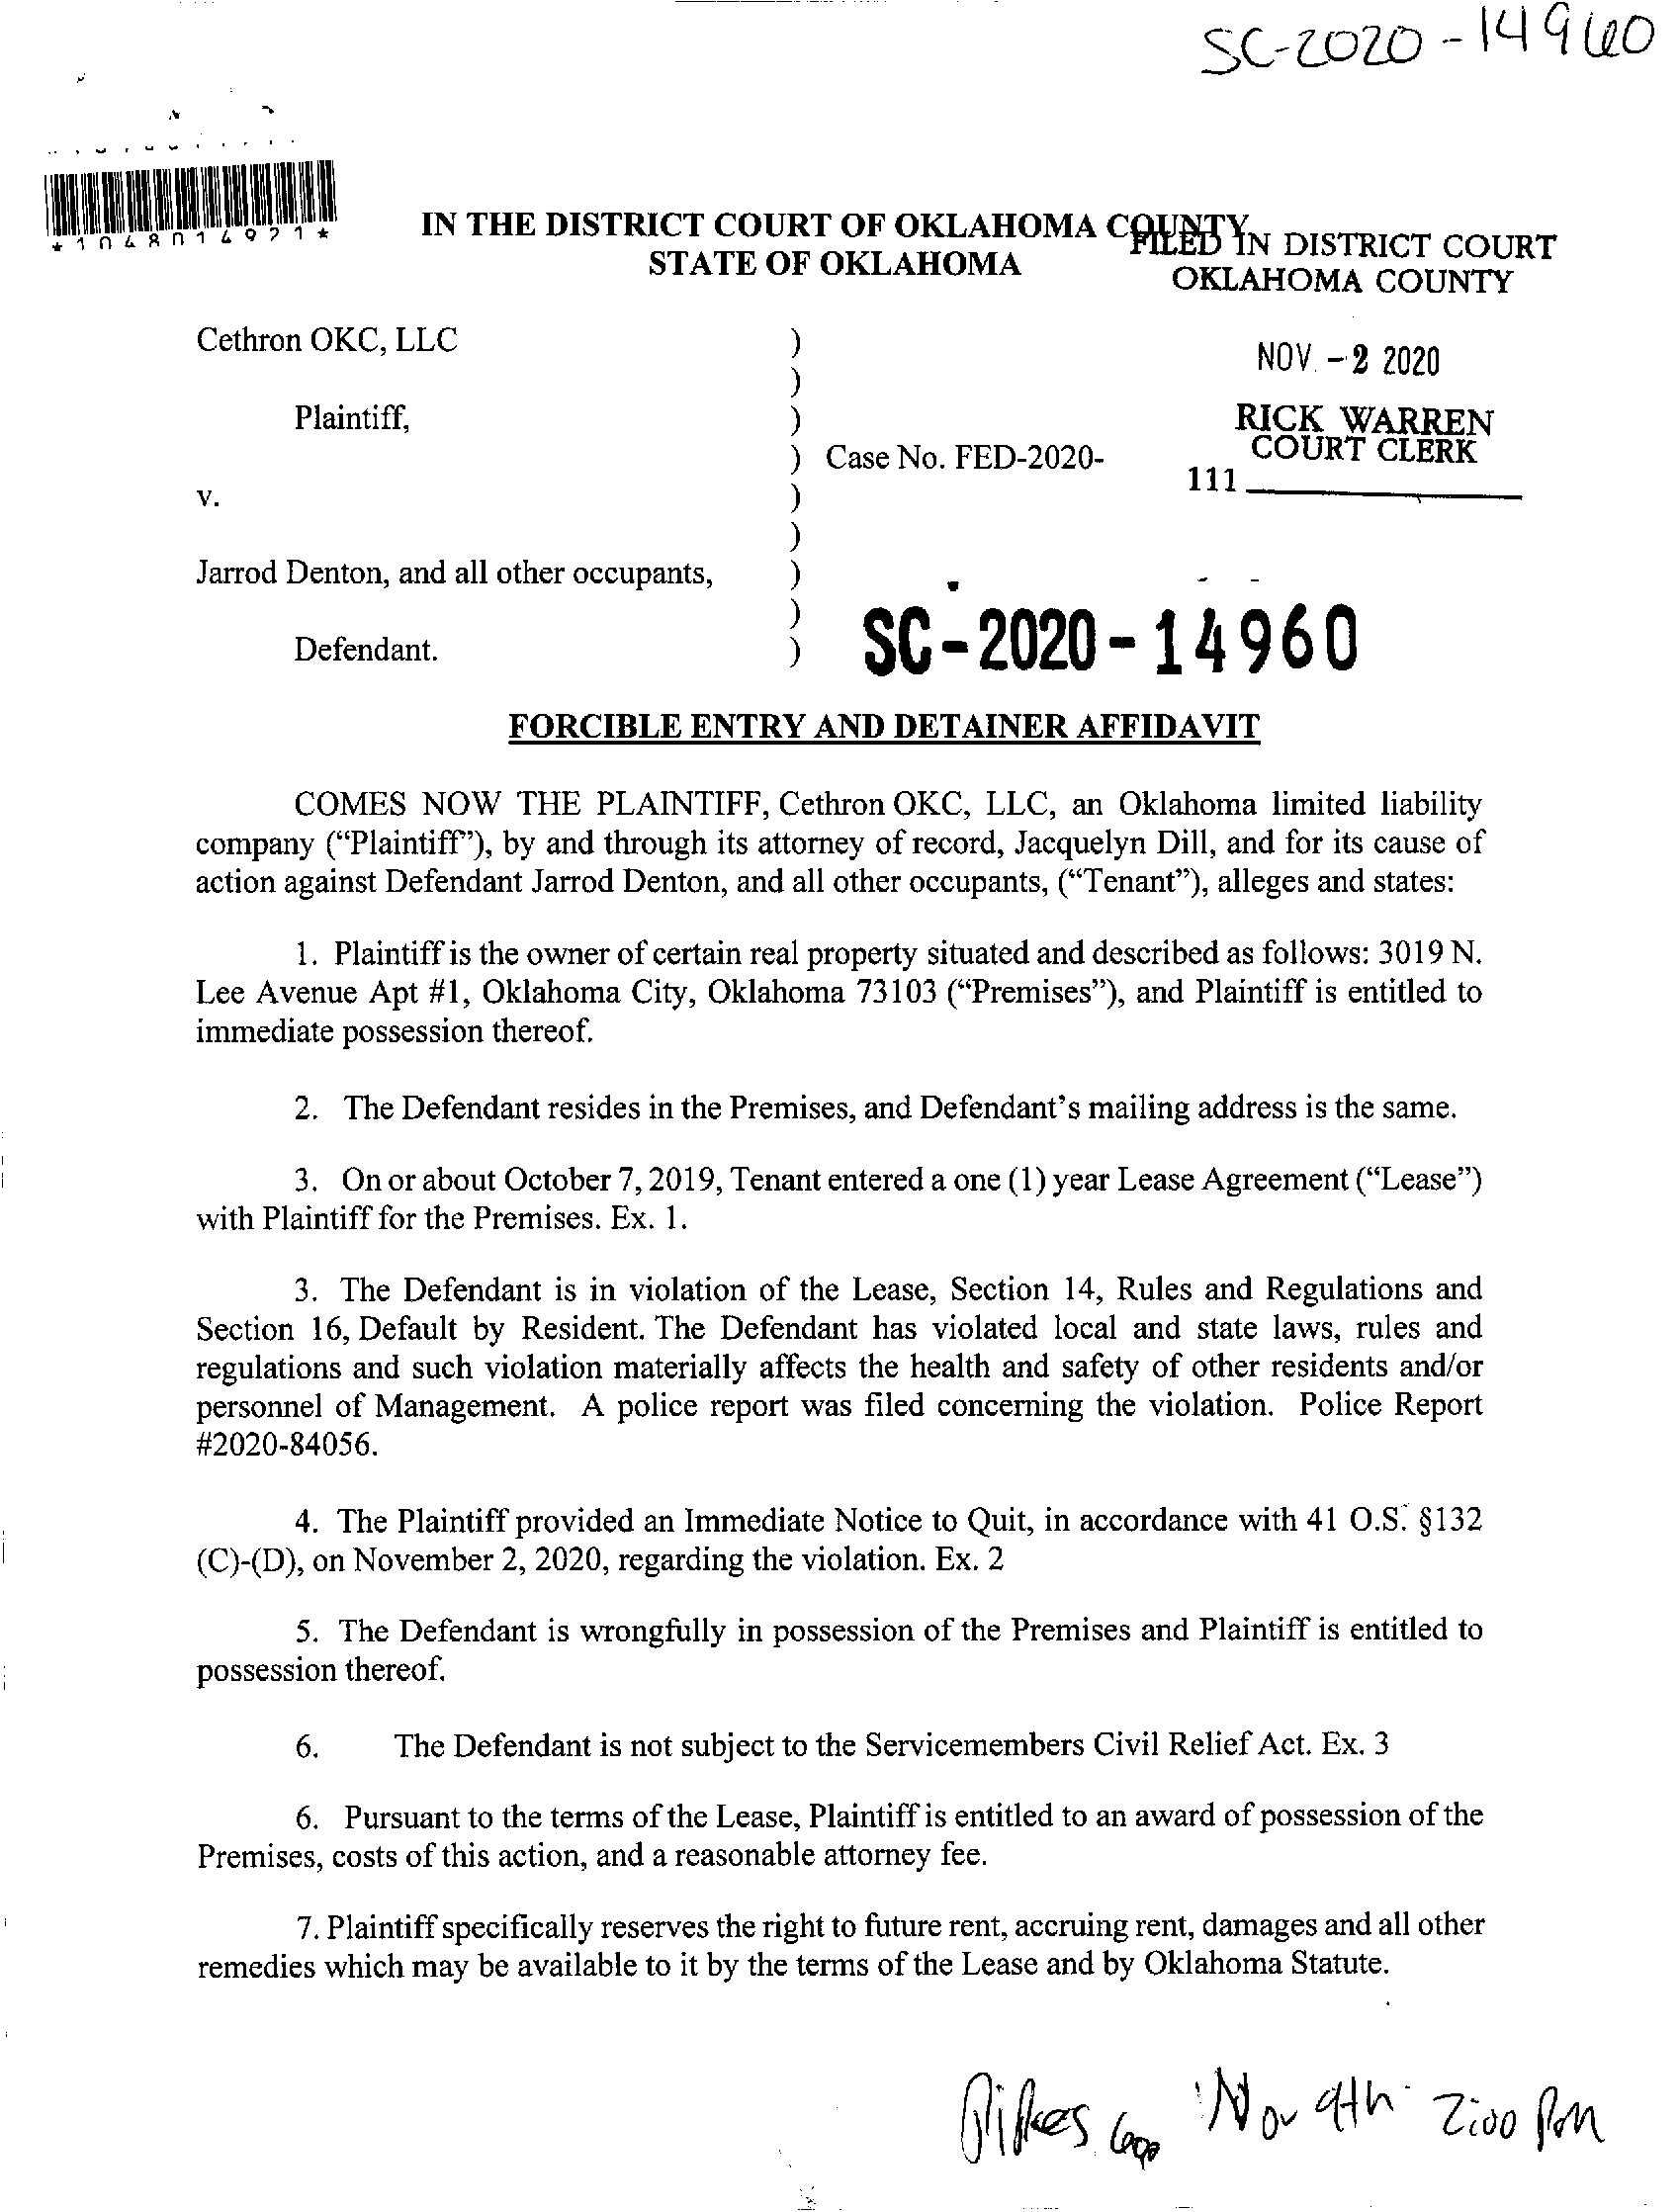 SC-2020-14960
*1048014921*
IN THE DISTRICT COURT OF OKLAHOMA COUNTY
STATE OF OKLAHOMA
FILED IN DISTRICT COURT
OKLAHOMA COUNTY
NOV -2 2020
RICK WARREN
COURT CLERK
111
Cethron OKC, LLC )
)
Plaintiff, )
) Case No. FED-2020-
v. )
)
Jarrod Denton, and all other occupants, )
)
Defendant. )
SC-2020-14960
FORCIBLE ENTRY AND DETAINER AFFIDAVIT
COMES NOW THE PLAINTIFF, Cethron OKC, LLC, an Oklahoma limited liability
company ("Plaintiff"), by and through its attorney of record, Jacquelyn Dill, and for its cause of
action against Defendant Jarrod Denton, and all other occupants, ("Tenant"), alleges and states:
1. Plaintiff is the owner of certain real property situated and described as follows: 3019 N.
Lee Avenue Apt #1, Oklahoma City, Oklahoma 73103 ("Premises"), and Plaintiff is entitled to
immediate possession thereof.
2. The Defendant resides in the Premises, and Defendant's mailing address is the same.
3. On or about October 7, 2019, Tenant entered a one (1) year Lease Agreement ("Lease")
with Plaintiff for the Premises. Ex. 1.
3. The Defendant is in violation of the Lease, Section 14, Rules and Regulations and
Section 16, Default by Resident. The Defendant has violated local and state laws, rules and
regulations and such violation materially affects the health and safety of other residents and/or
personnel of Management. A police report was filed concerning the violation. Police Report
#2020-84056.
4. The Plaintiff provided an Immediate Notice to Quit, in accordance with 41 O.S. §132
(C)-(D), on November 2, 2020, regarding the violation. Ex. 2
5. The Defendant is wrongfully in possession of the Premises and Plaintiff is entitled to
possession thereof.
6. The Defendant is not subject to the Servicemembers Civil Relief Act. Ex. 3
6. Pursuant to the terms of the Lease, Plaintiff is entitled to an award of possession of the
Premises, costs of this action, and a reasonable attorney fee.
7. Plaintiff specifically reserves the right to future rent, accruing rent, damages and all other
remedies which may be available to it by the terms of the Lease and by Oklahoma Statute.
Nov 9th 2:00 PM